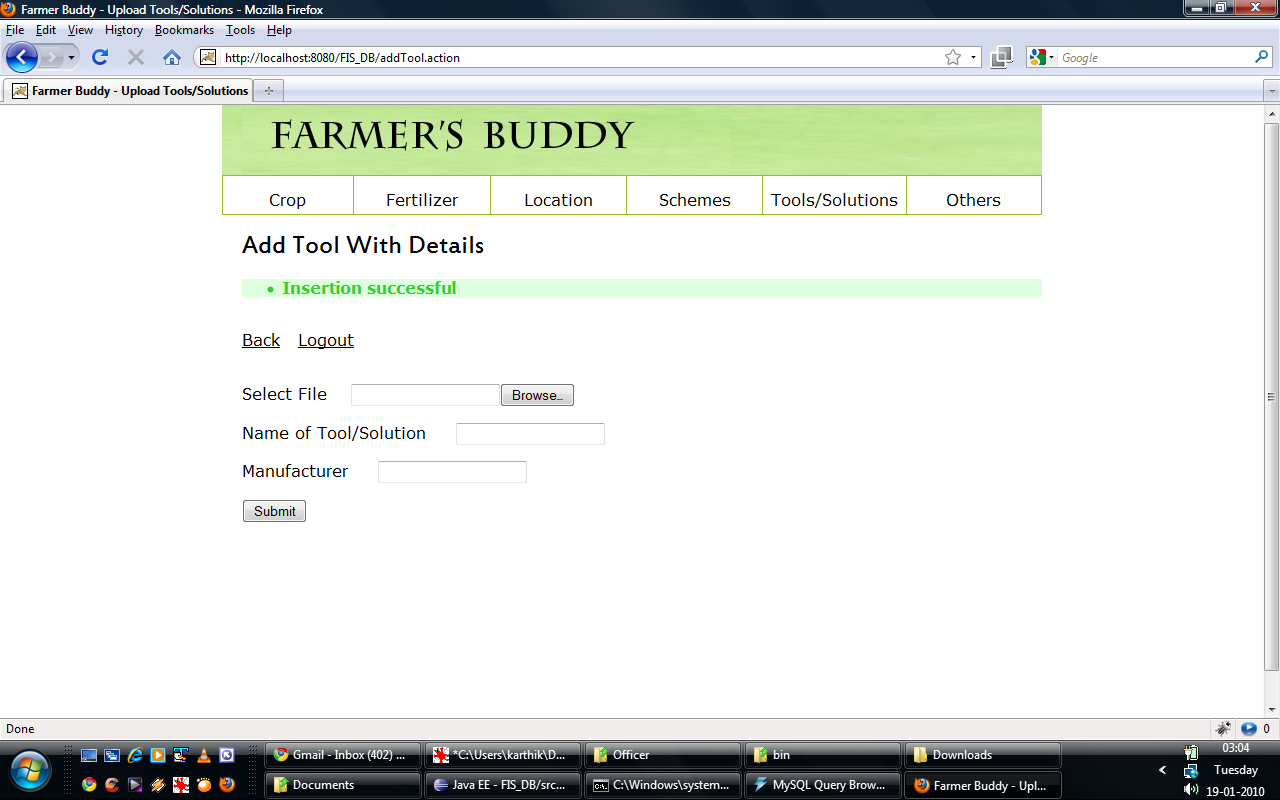 Farmer Buddy - Upload Tools/Solutions - Mozilla Firefox
File Edit View History Bookmarks Tools Help
http://localhost:8080/FIS_DB/addTool.action
Google
Farmer Buddy - Upload Tools/Solutions
FARMER'S BUDDY
Crop Fertilizer Location Schemes Tools/Solutions Others
Add Tool With Details
• Insertion successful
Back Logout
Select File Browse...
Name of Tool/Solution
Manufacturer
Submit
Done 0
Gmail - Inbox (402) ... *C:\Users\karthik\D... Officer bin Downloads 03:04
Documents Java EE - FIS_DB/src... C:\Windows\system... MySQL Query Brow... Farmer Buddy - Upl... Tuesday
19-01-2010